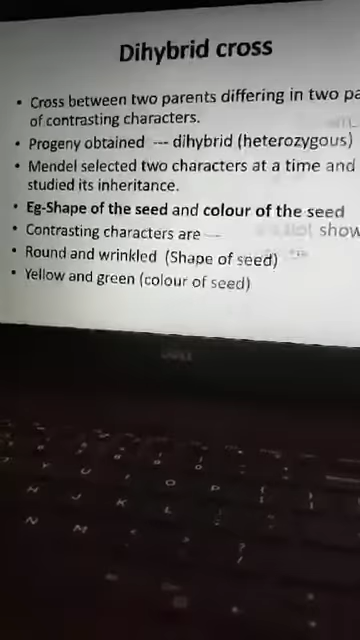 Dihybrid cross
• Cross between two parents differing in two pa
of contrasting characters.
• Progeny obtained --- dihybrid (heterozygous)
• Mendel selected two characters at a time and
studied its inheritance.
• Eg-Shape of the seed and colour of the seed
• Contrasting characters are ---
show
• Round and wrinkled (Shape of seed)
• Yellow and green (colour of seed)
DELL
Y U I O P { [ } ]
H J K L : ;
N M < > ? /